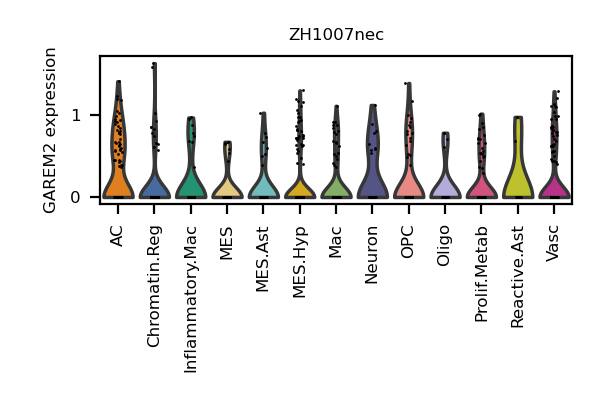 ZH1007nec
GAREM2 expression
1
0
AC
Chromatin.Reg
Inflammatory.Mac
MES
MES.Ast
MES.Hyp
Mac
Neuron
OPC
Oligo
Prolif.Metab
Reactive.Ast
Vasc